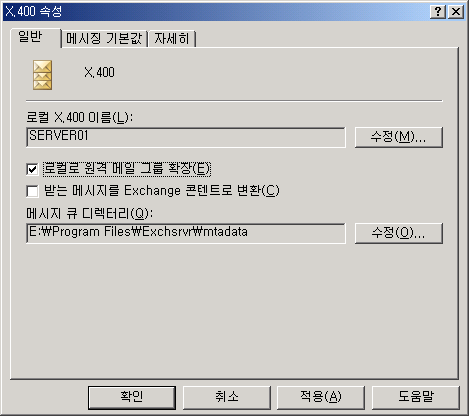 X.400 속성
일반 메시징 기본값 자세히
X.400
로컬 X.400 이름(L):
SERVER01
수정(M)...
로컬로 원격 메일 그룹 확장(E)
받는 메시지를 Exchange 콘텐트로 변환(C)
메시지 큐 디렉터리(Q):
E:₩Program Files₩Exchsrvr₩mtadata
수정(O)...
확인 취소 적용(A) 도움말